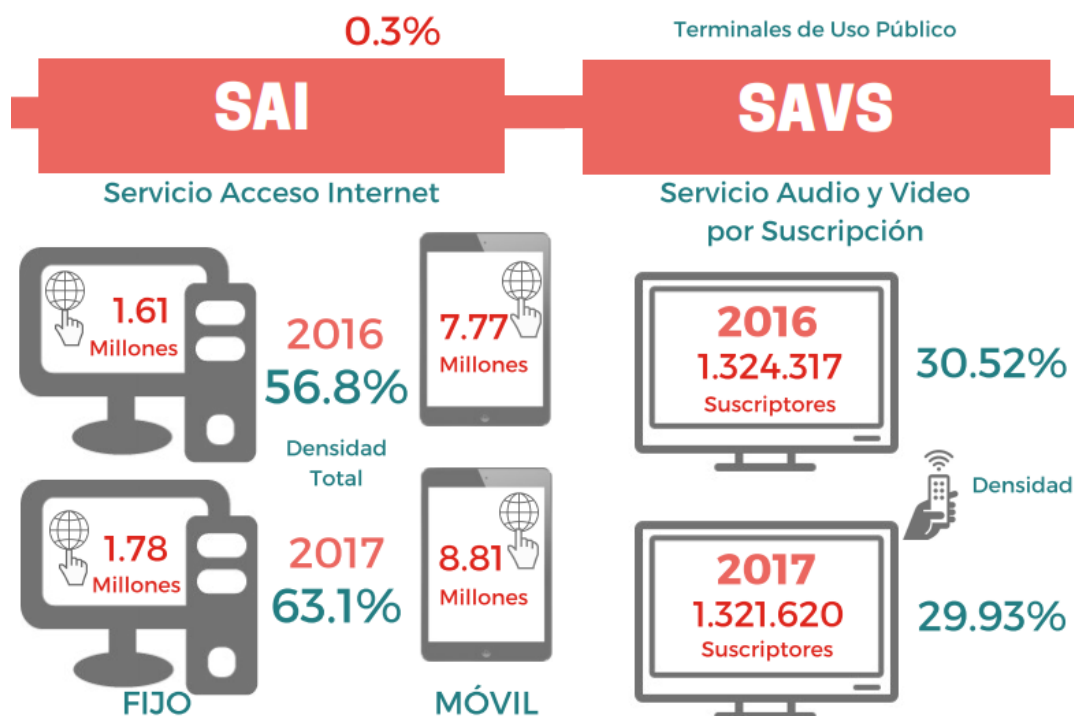 0.3%
Terminales de Uso Público
SAI
SAVS
Servicio Acceso Internet
Servicio Audio y Video
por Suscripción
1.61
Millones
2016
56.8%
7.77
Millones
Densidad
Total
1.78
Millones
2017
63.1%
8.81
Millones
FIJO
MÓVIL
2016
1.324.317
Suscriptores
30.52%
Densidad
2017
1.321.620
Suscriptores
29.93%